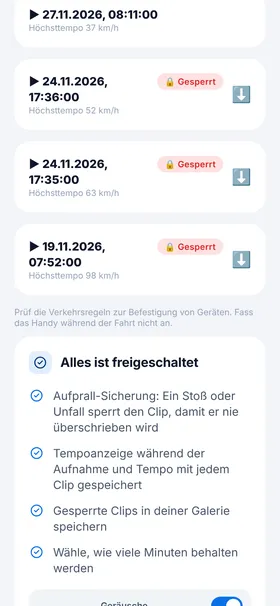 ▶ 27.11.2026, 08:11:00
Höchsttempo 37 km/h
▶ 24.11.2026,
17:36:00
🔒 Gesperrt
Höchsttempo 52 km/h
▶ 24.11.2026,
17:35:00
🔒 Gesperrt
Höchsttempo 63 km/h
▶ 19.11.2026,
07:52:00
🔒 Gesperrt
Höchsttempo 98 km/h
Prüf die Verkehrsregeln zur Befestigung von Geräten. Fass
das Handy während der Fahrt nicht an.
Alles ist freigeschaltet
Aufprall-Sicherung: Ein Stoß oder
Unfall sperrt den Clip, damit er nie
überschrieben wird
Tempoanzeige während der
Aufnahme und Tempo mit jedem
Clip gespeichert
Gesperrte Clips in deiner Galerie
speichern
Wähle, wie viele Minuten behalten
werden
Geräusche